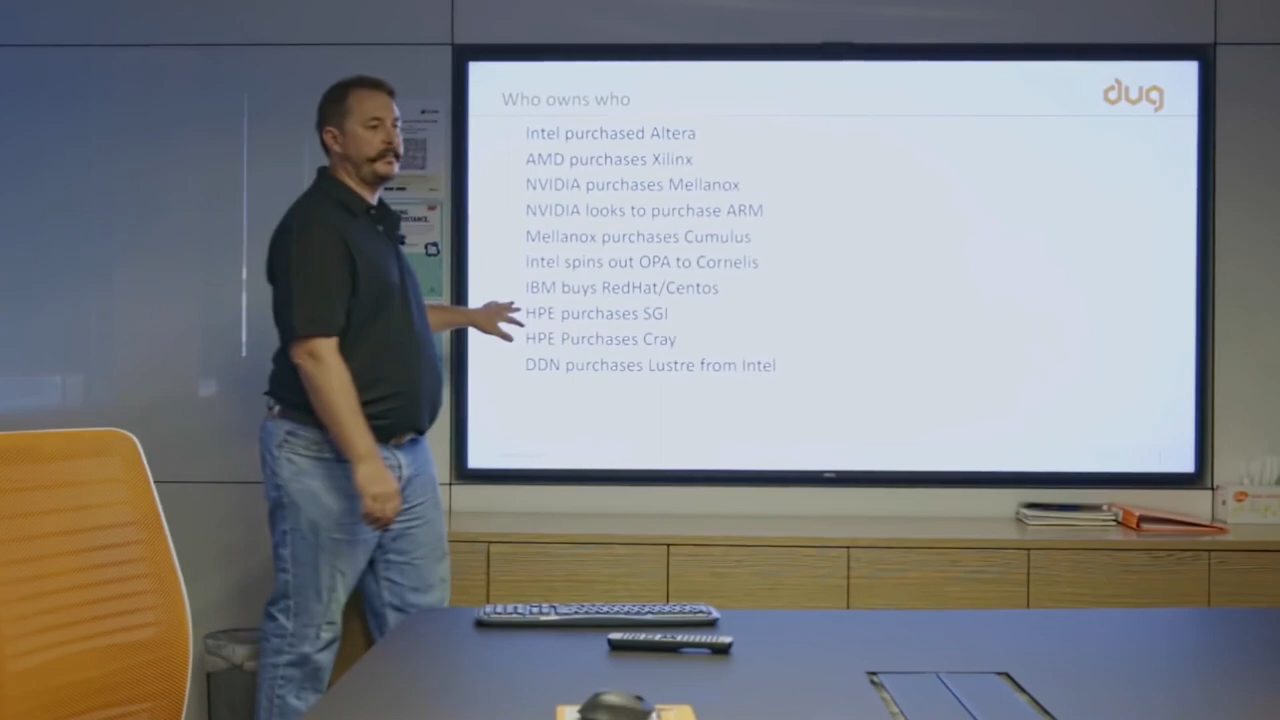 Who owns who
dug
Intel purchased Altera
AMD purchases Xilinx
NVIDIA purchases Mellanox
NVIDIA looks to purchase ARM
Mellanox purchases Cumulus
Intel spins out OPA to Cornelis
IBM buys RedHat/Centos
HPE purchases SGI
HPE Purchases Cray
DDN purchases Lustre from Intel